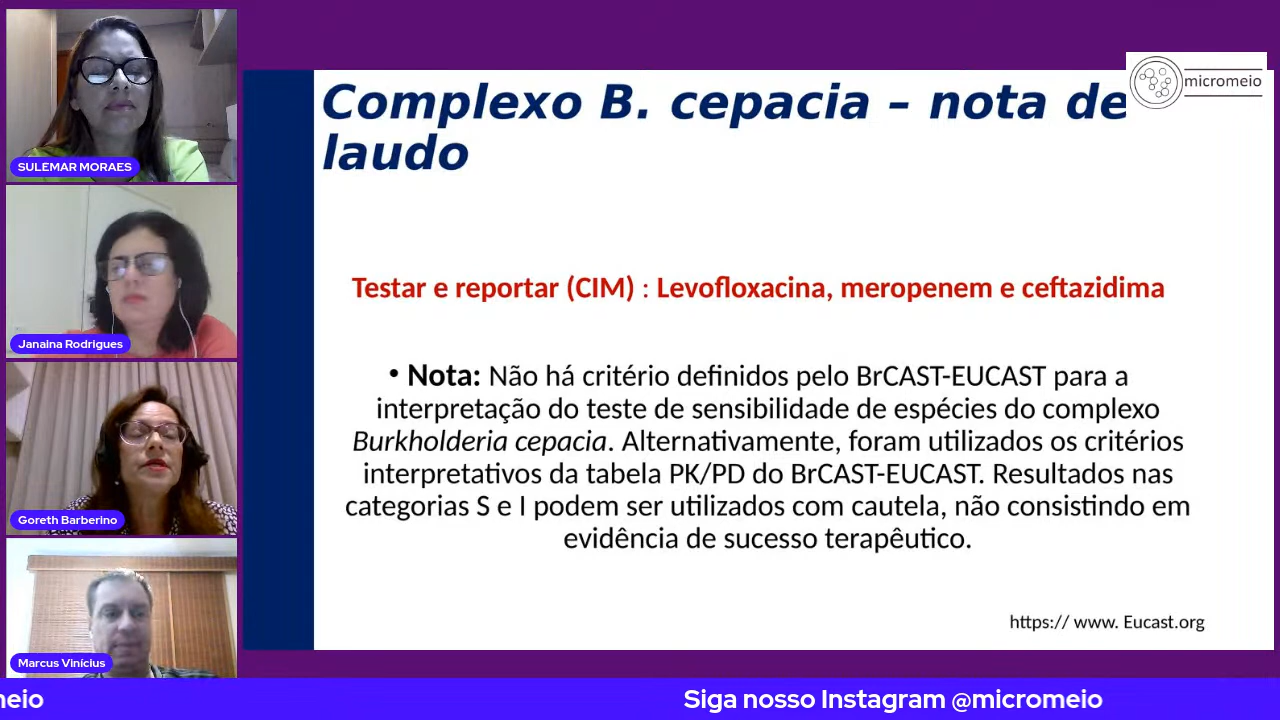 SULEMAR MORAES
Janaina Rodrigues
Goreth Barberino
Marcus Vinícius
micromeio
Complexo B. cepacia – nota de
laudo
Testar e reportar (CIM) : Levofloxacina, meropenem e ceftazidima
• Nota: Não há critério definidos pelo BrCAST-EUCAST para a
interpretação do teste de sensibilidade de espécies do complexo
Burkholderia cepacia. Alternativamente, foram utilizados os critérios
interpretativos da tabela PK/PD do BrCAST-EUCAST. Resultados nas
categorias S e I podem ser utilizados com cautela, não consistindo em
evidência de sucesso terapêutico.
https:// www. Eucast.org
neio
Siga nosso Instagram @micromeio